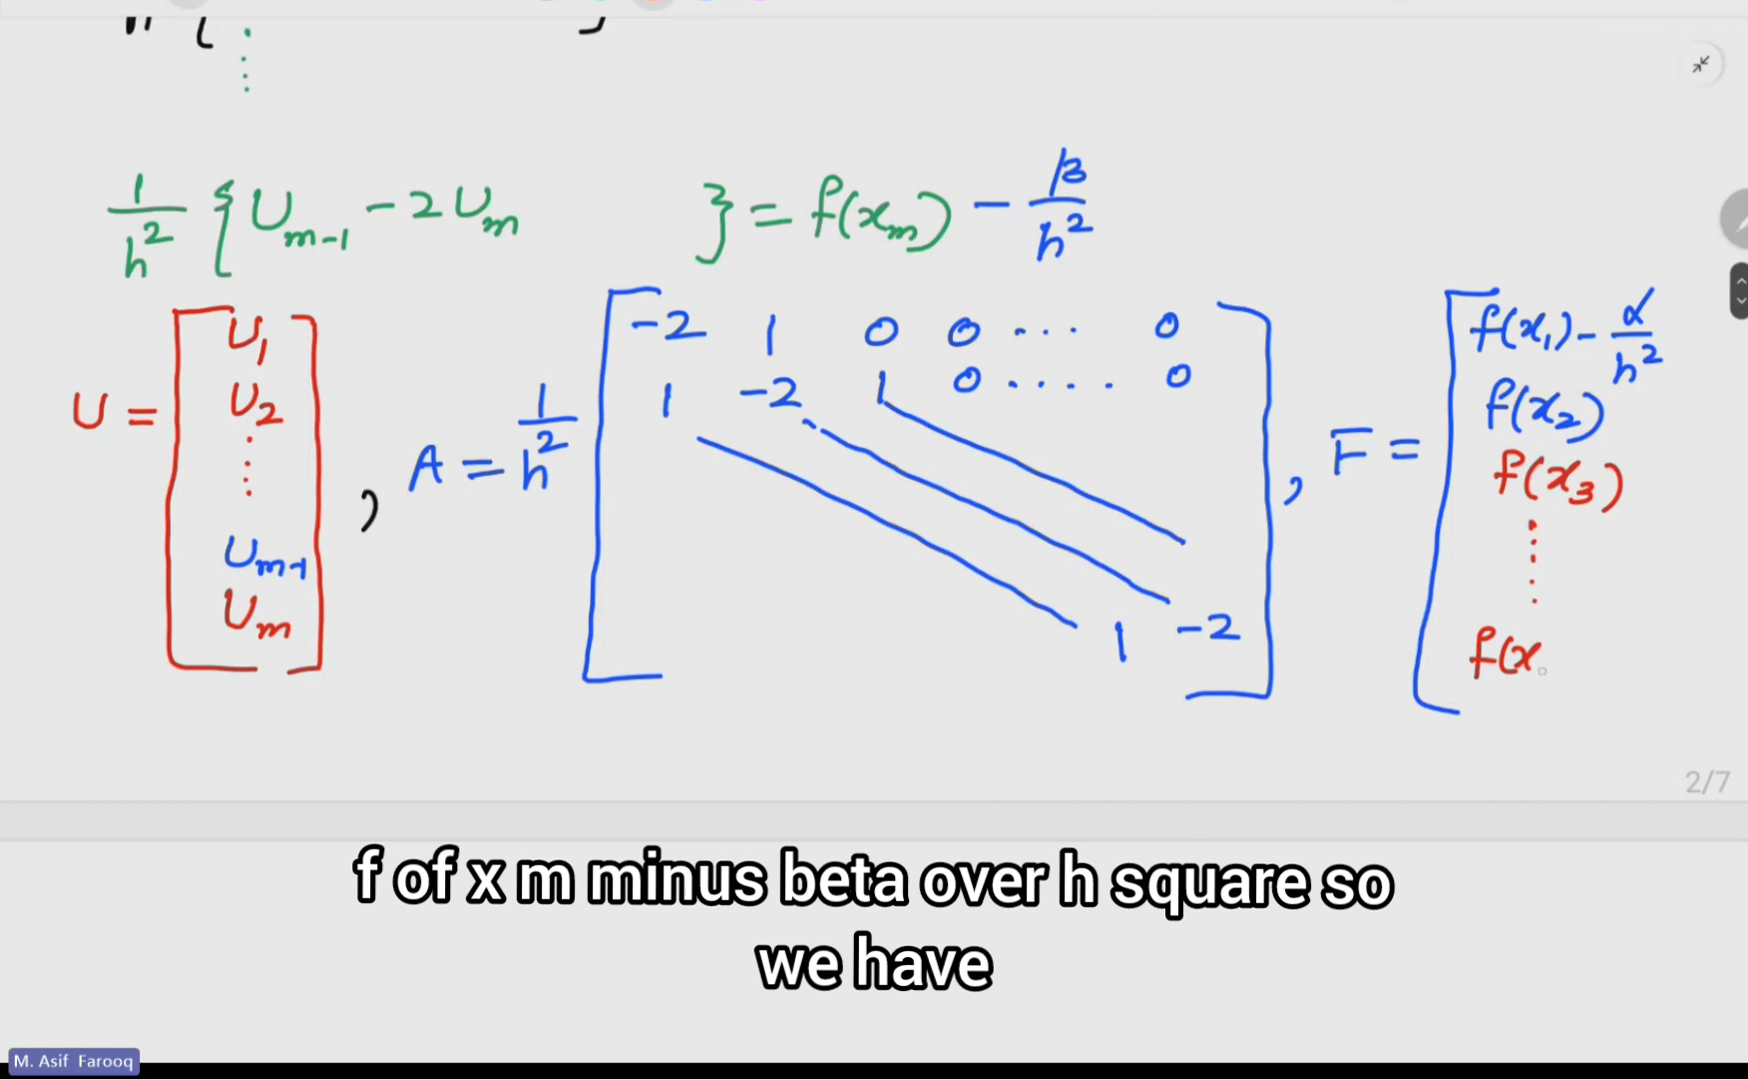 1/h² { U_{m-1} - 2U_m } = f(x_m) - β/h²
U = [ U_1 U_2 ⋮ U_{m-1} U_m ] , A = 1/h² [ -2 1 0 0 ... 0 1 -2 1 0 .... 0 1 -2 ] , F = [ f(x_1) - α/h² f(x_2) f(x_3) ⋮ f(x
2/7
f of x m minus beta over h square so
we have
M. Asif Farooq